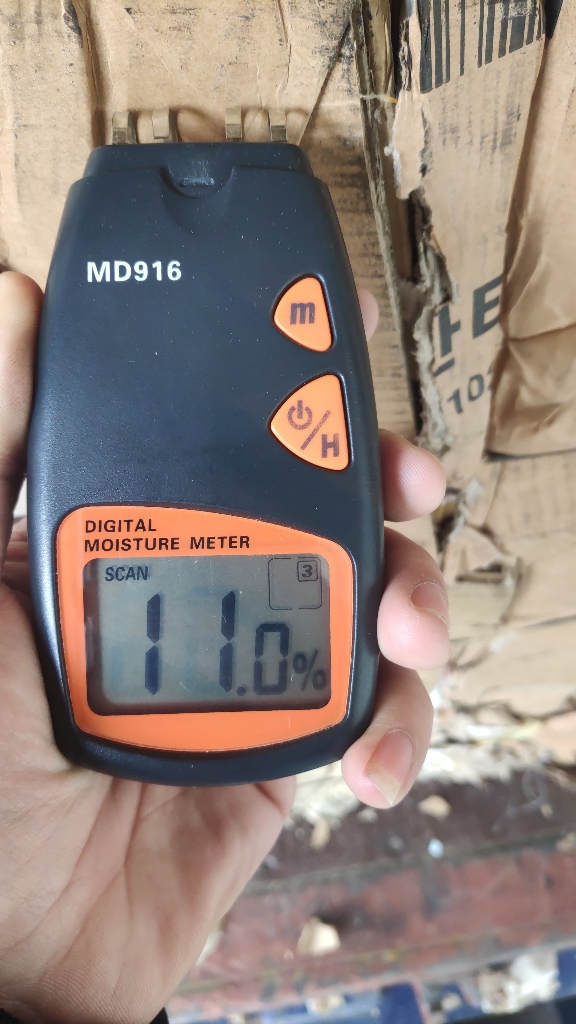 MD916
m
/H
DIGITAL
MOISTURE METER
SCAN
3
11.0%